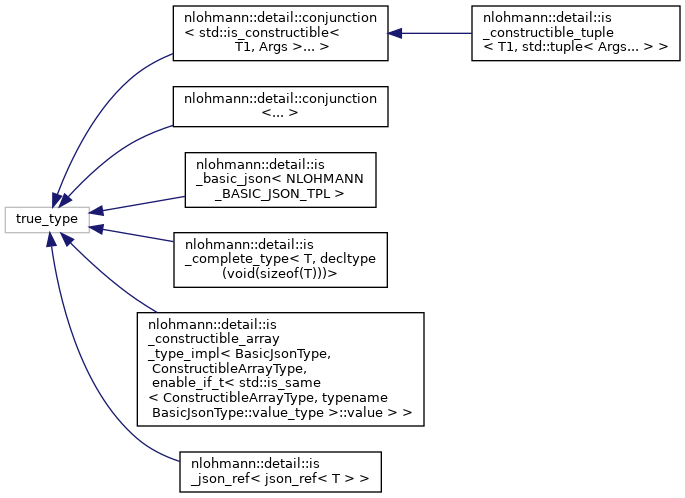 nlohmann::detail::conjunction
< std::is_constructible<
T1, Args >... >
nlohmann::detail::is
_constructible_tuple
< T1, std::tuple< Args... > >
nlohmann::detail::conjunction
<... >
nlohmann::detail::is
_basic_json< NLOHMANN
_BASIC_JSON_TPL >
true_type
nlohmann::detail::is
_complete_type< T, decltype
(void(sizeof(T)))>
nlohmann::detail::is
_constructible_array
_type_impl< BasicJsonType,
ConstructibleArrayType,
enable_if_t< std::is_same
< ConstructibleArrayType, typename
BasicJsonType::value_type >::value > >
nlohmann::detail::is
_json_ref< json_ref< T > >